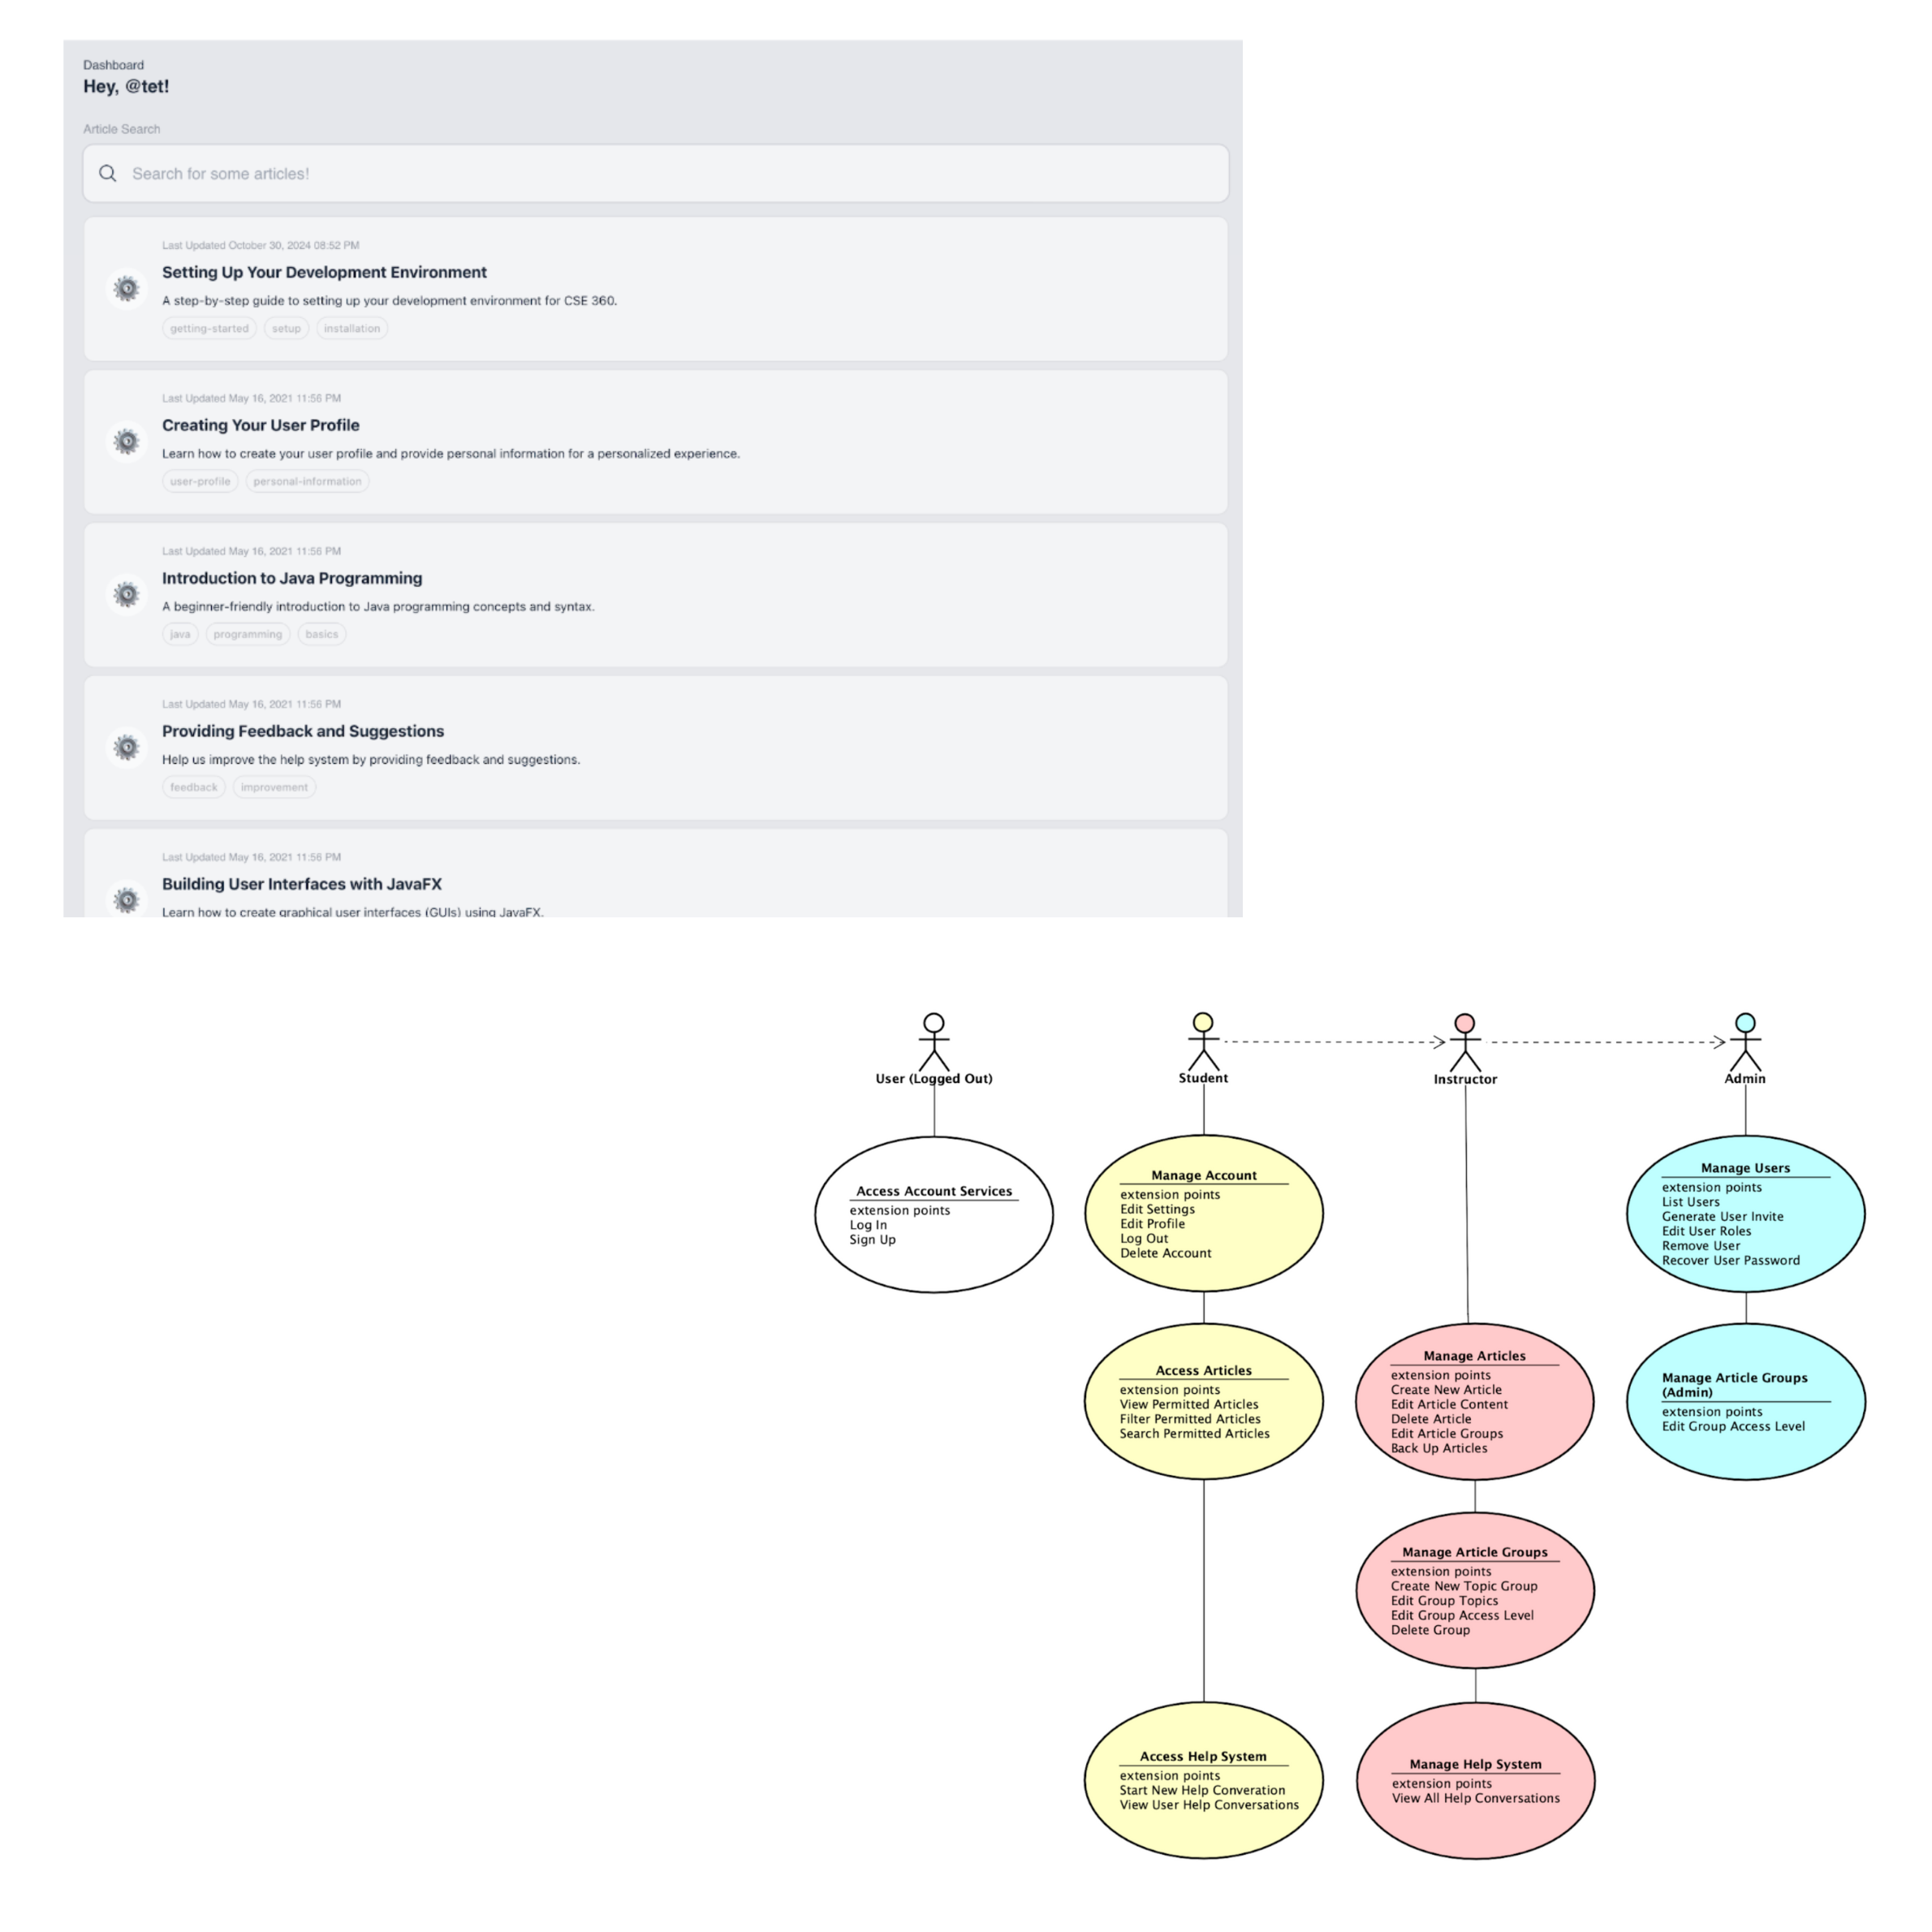 Dashboard
Hey, @tet!
Article Search
Search for some articles!
Last Updated October 30, 2024 08:52 PM
Setting Up Your Development Environment
A step-by-step guide to setting up your development environment for CSE 360.
getting-started setup installation
Last Updated May 16, 2021 11:56 PM
Creating Your User Profile
Learn how to create your user profile and provide personal information for a personalized experience.
user-profile personal-information
Last Updated May 16, 2021 11:56 PM
Introduction to Java Programming
A beginner-friendly introduction to Java programming concepts and syntax.
java programming basics
Last Updated May 16, 2021 11:56 PM
Providing Feedback and Suggestions
Help us improve the help system by providing feedback and suggestions.
feedback improvement
Last Updated May 16, 2021 11:56 PM
Building User Interfaces with JavaFX
Learn how to create graphical user interfaces (GUIs) using JavaFX.
User (Logged Out)
Access Account Services
extension points
Log In
Sign Up
Student
Manage Account
extension points
Edit Settings
Edit Profile
Log Out
Delete Account
Access Articles
extension points
View Permitted Articles
Filter Permitted Articles
Search Permitted Articles
Access Help System
extension points
Start New Help Converation
View User Help Conversations
Instructor
Manage Articles
extension points
Create New Article
Edit Article Content
Delete Article
Edit Article Groups
Back Up Articles
Manage Article Groups
extension points
Create New Topic Group
Edit Group Topics
Edit Group Access Level
Delete Group
Manage Help System
extension points
View All Help Conversations
Admin
Manage Users
extension points
List Users
Generate User Invite
Edit User Roles
Remove User
Recover User Password
Manage Article Groups
(Admin)
extension points
Edit Group Access Level